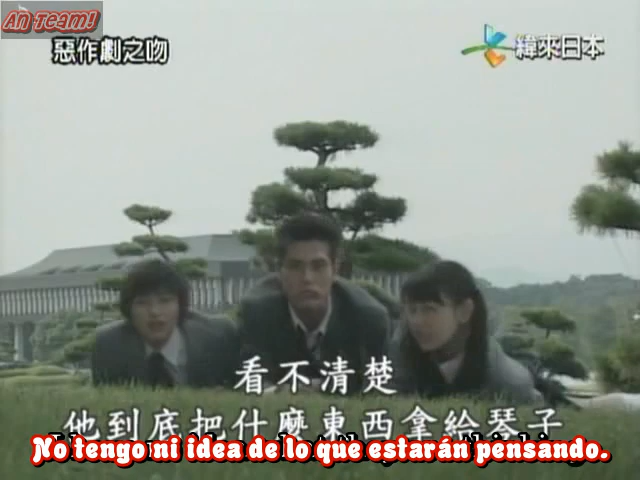 An Team!
惡作劇之吻
緯來日本
看不清楚
他到底把什麼東西拿給琴子
No tengo ni idea de lo que estarán pensando.